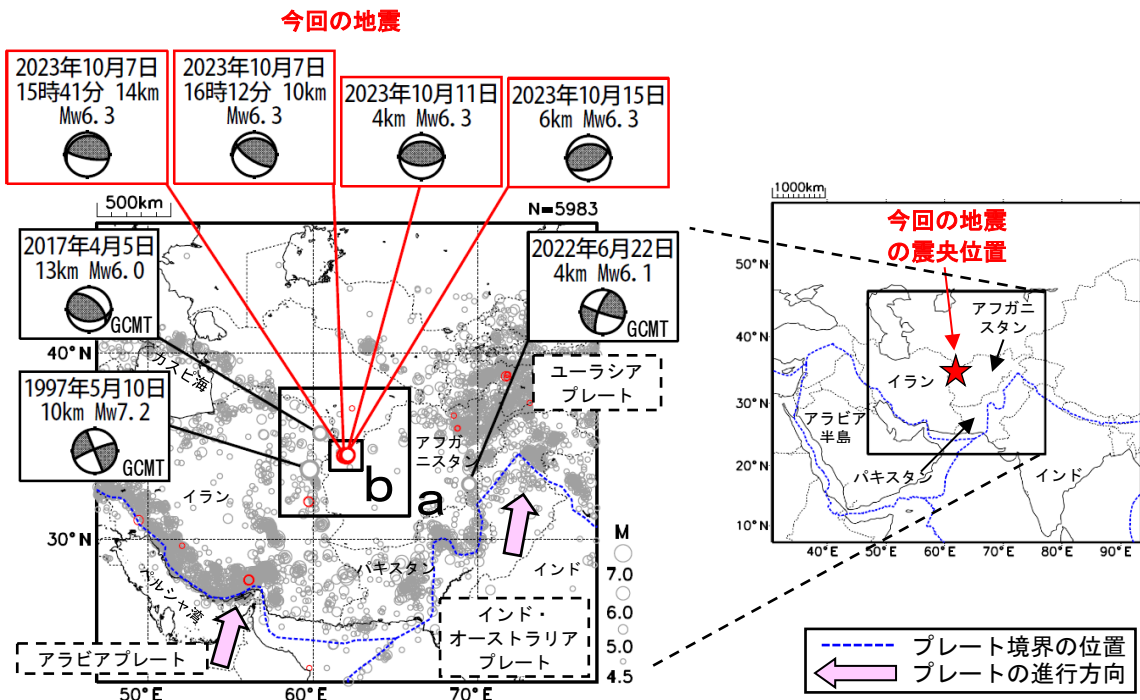 今回の地震
2023年10月7日
15時41分 14km
Mw6.3
2023年10月7日
16時12分 10km
Mw6.3
2023年10月11日
4km Mw6.3
2023年10月15日
6km Mw6.3
500km
N=5983
2017年4月5日
13km Mw6.0
GCMT
2022年6月22日
4km Mw6.1
GCMT
1997年5月10日
10km Mw7.2
GCMT
40°N
30°N
カスピ海
ユーラシア
プレート
アフガ
ニスタン
イラン
b
a
パキスタン
インド
ペルシャ湾
アラビアプレート
インド・
オーストラリア
プレート
M
7.0
6.0
5.0
4.5
50°E
60°E
70°E
1000km
今回の地震
の震央位置
50°N
40°N
30°N
20°N
10°N
アフガニ
スタン
イラン
アラビア
半島
パキスタン
インド
40°E
50°E
60°E
70°E
80°E
90°E
プレート境界の位置
プレートの進行方向